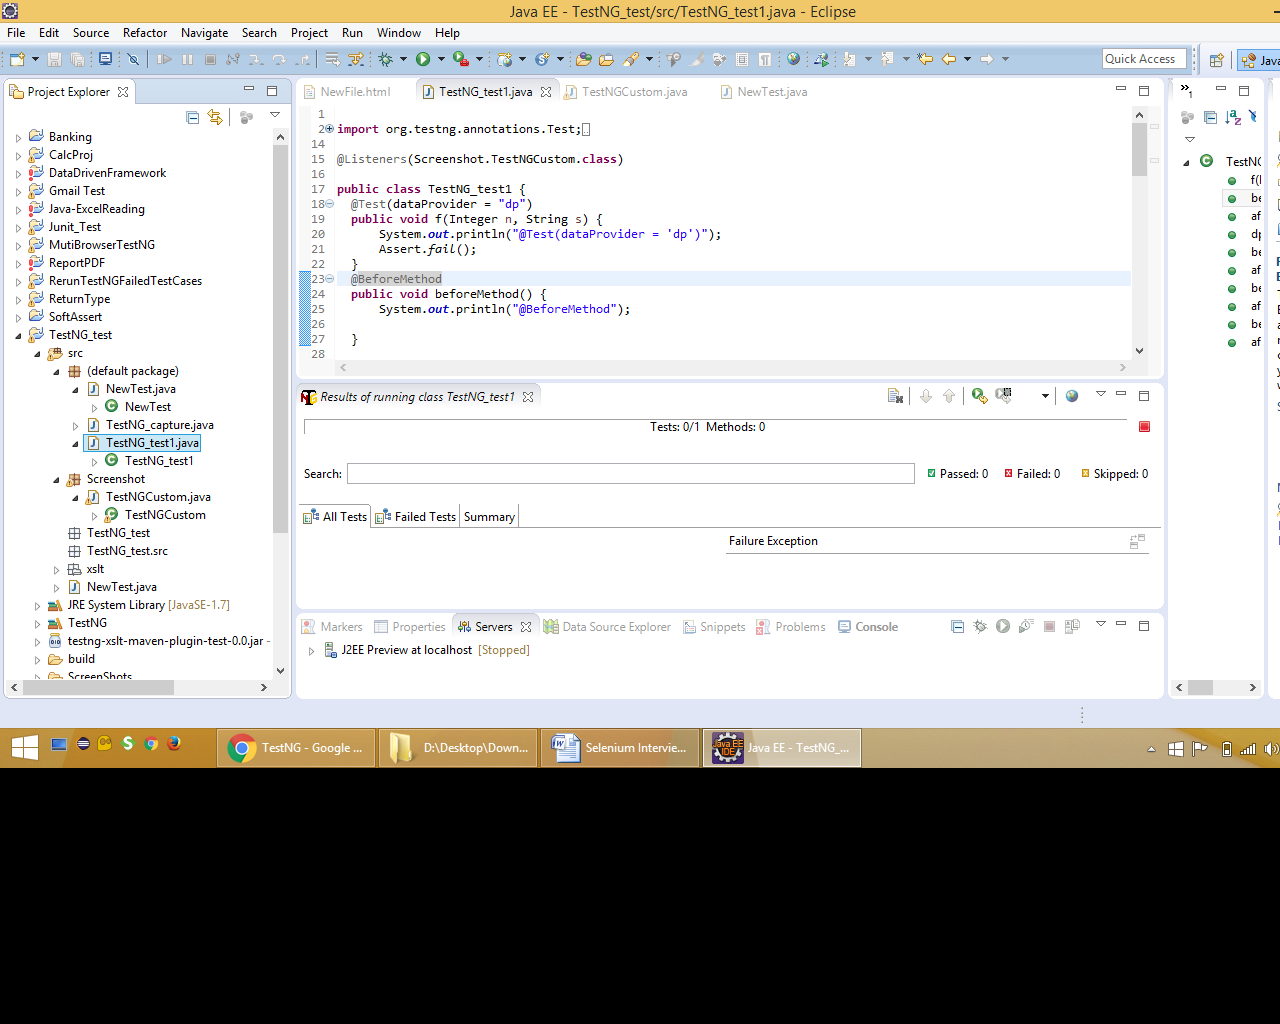 Java EE - TestNG_test/src/TestNG_test1.java - Eclipse
File Edit Source Refactor Navigate Search Project Run Window Help
Quick Access
Java
Project Explorer
Banking
CalcProj
DataDrivenFramework
Gmail Test
Java-ExcelReading
Junit_Test
MutiBrowserTestNG
ReportPDF
RerunTestNGFailedTestCases
ReturnType
SoftAssert
TestNG_test
src
(default package)
NewTest.java
NewTest
TestNG_capture.java
TestNG_test1.java
TestNG_test1
Screenshot
TestNGCustom.java
TestNGCustom
TestNG_test
TestNG_test.src
xslt
NewTest.java
JRE System Library [JavaSE-1.7]
TestNG
testng-xslt-maven-plugin-test-0.0.jar -
build
ScreenShots
NewFile.html TestNG_test1.java TestNGCustom.java NewTest.java
1
2 import org.testng.annotations.Test;
14
15 @Listeners(Screenshot.TestNGCustom.class)
16
17 public class TestNG_test1 {
18 @Test(dataProvider = "dp")
19 public void f(Integer n, String s) {
20 System.out.println("@Test(dataProvider = 'dp')");
21 Assert.fail();
22 }
23 @BeforeMethod
24 public void beforeMethod() {
25 System.out.println("@BeforeMethod");
26
27 }
28
Results of running class TestNG_test1
Tests: 0/1 Methods: 0
Search: Passed: 0 Failed: 0 Skipped: 0
All Tests Failed Tests Summary
Failure Exception
Markers Properties Servers Data Source Explorer Snippets Problems Console
J2EE Preview at localhost [Stopped]
1
TestNG
f(
be
af
dp
be
af
be
af
be
af
TestNG - Google ... D:\Desktop\Down... Selenium Intervie... Java EE - TestNG_...